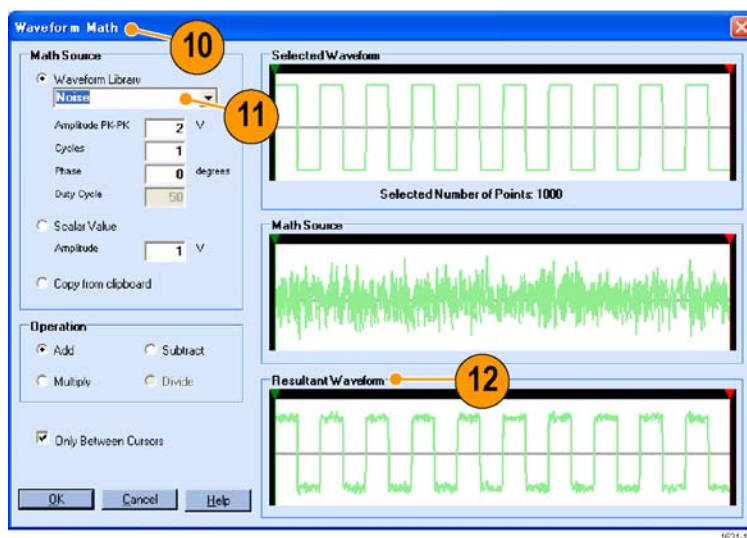 Waveform Math
10
Math Source
Waveform Library
Noise
11
Amplitude PK-PK 2 V
Cycles 1
Phase 0 degrees
Duty Cycle 50
Scalar Value
Amplitude 1 V
Copy from clipboard
Operation
Add Subtract
Multiply Divide
Only Between Cursors
OK Cancel Help
Selected Waveform
Selected Number of Points: 1000
Math Source
Resultant Waveform
12